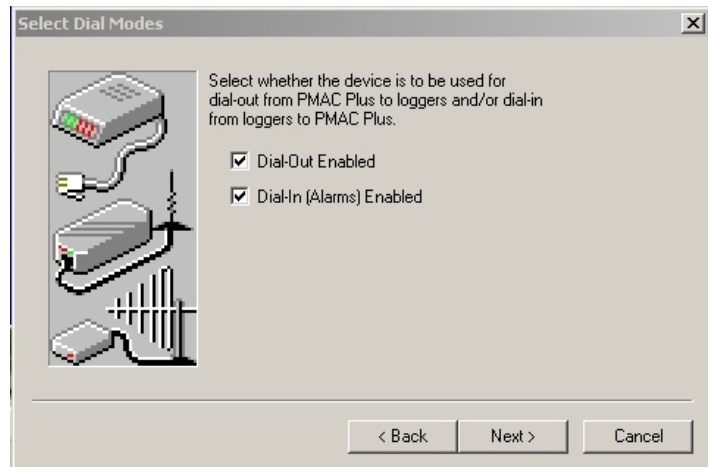 Select Dial Modes
Select whether the device is to be used for
dial-out from PMAC Plus to loggers and/or dial-in
from loggers to PMAC Plus.
Dial-Out Enabled
Dial-In (Alarms) Enabled
< Back
Next >
Cancel